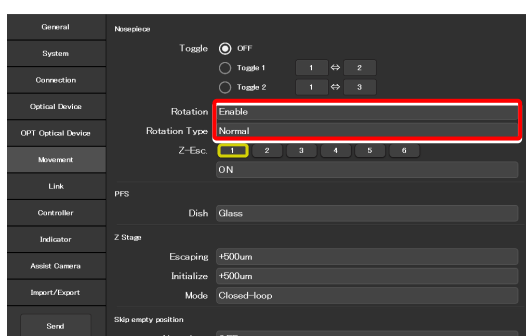 General
System
Connection
Optical Device
OPT Optical Device
Movement
Link
Controller
Indicator
Assist Camera
Import/Export
Send
Nosepiece
Toggle OFF
Toggle 1 1 ⇔ 2
Toggle 2 1 ⇔ 3
Rotation Enable
Rotation Type Normal
Z-Esc. 1 2 3 4 5 6
ON
PFS
Dish Glass
Z Stage
Escaping +500um
Initialize +500um
Mode Closed-loop
Skip empty position